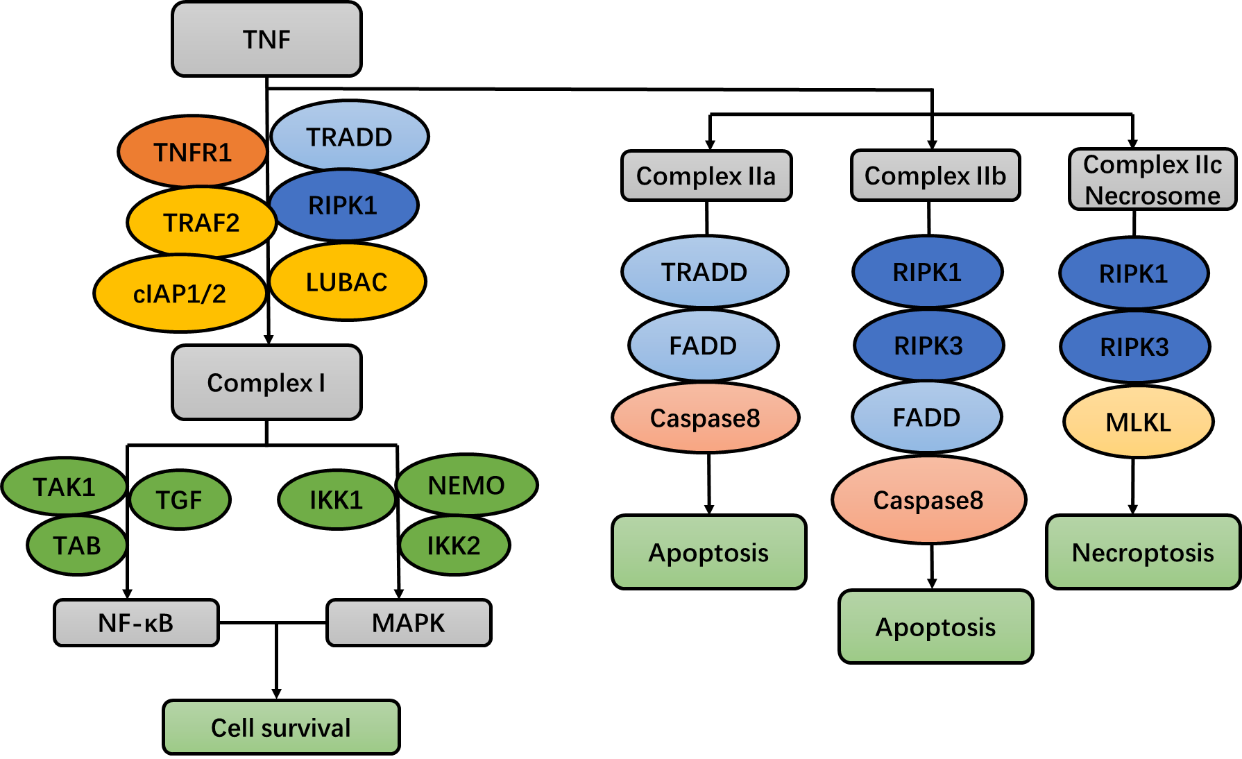 TNF
TNFR1
TRADD
TRAF2
RIPK1
cIAP1/2
LUBAC
Complex I
TAK1
TGF
TAB
IKK1
NEMO
IKK2
NF-κB
MAPK
Cell survival
Complex IIa
TRADD
FADD
Caspase8
Apoptosis
Complex IIb
RIPK1
RIPK3
FADD
Caspase8
Apoptosis
Complex IIc
Necrosome
RIPK1
RIPK3
MLKL
Necroptosis